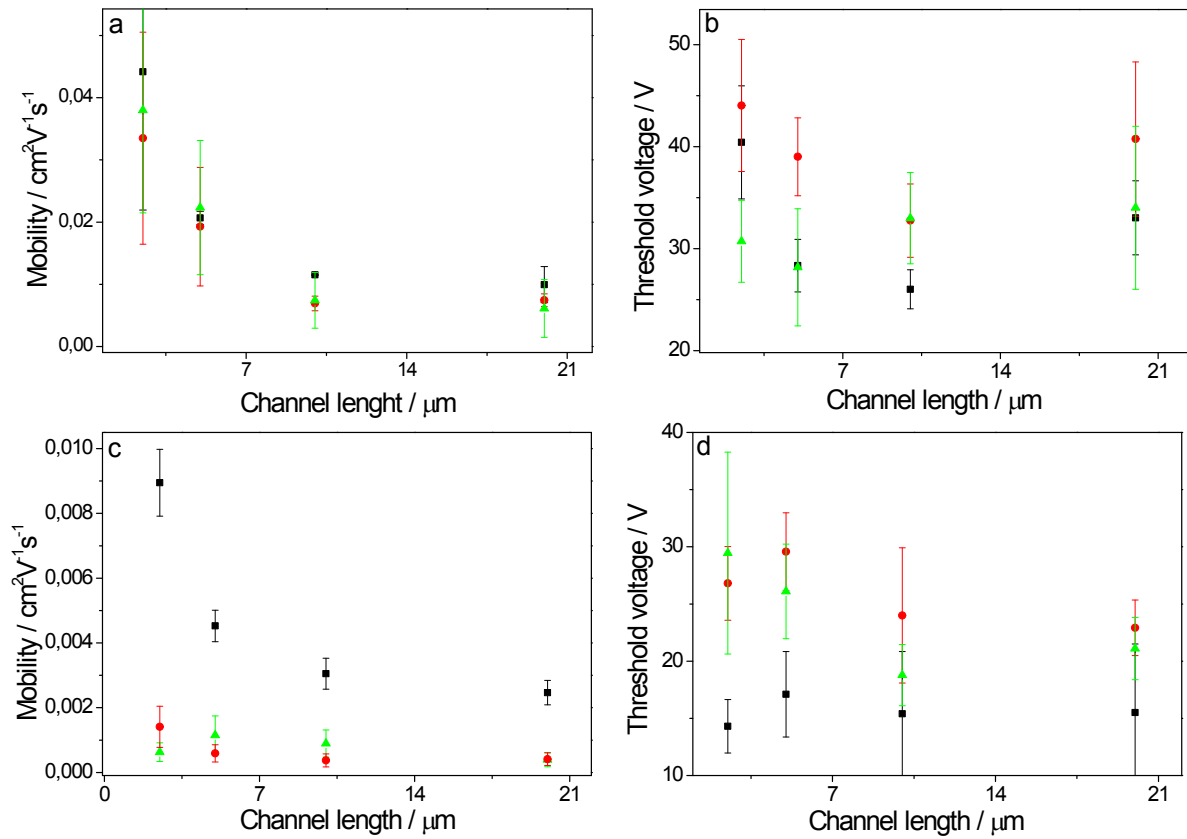 a
Mobility / cm²V⁻¹s⁻¹
0,04
0,02
0,00
7
14
21
Channel lenght / μm
b
Threshold voltage / V
50
40
30
20
7
14
21
Channel length / μm
c
Mobility / cm²V⁻¹s⁻¹
0,010
0,008
0,006
0,004
0,002
0,000
0
7
14
21
Channel length / μm
d
Threshold voltage / V
40
30
20
10
7
14
21
Channel length / μm